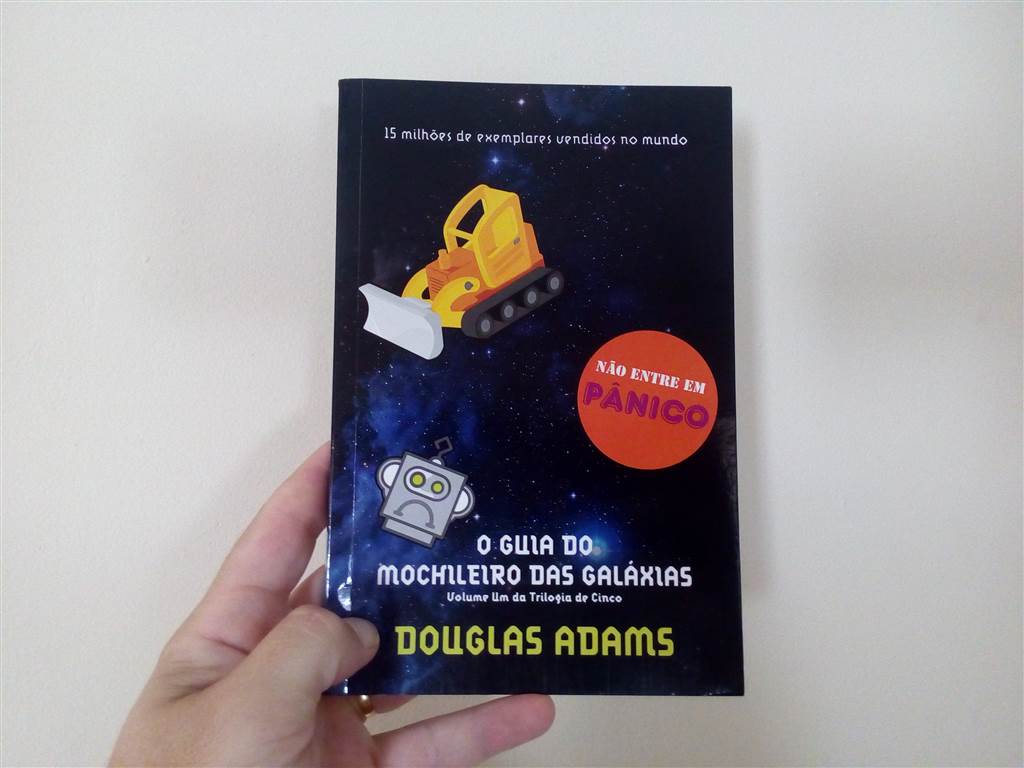 15 milhões de exemplares vendidos no mundo
NÃO ENTRE EM
PÂNICO
O GUIA DO
MOCHILEIRO DAS GALÁXIAS
Volume Um da Trilogia de Cinco
DOUGLAS ADAMS